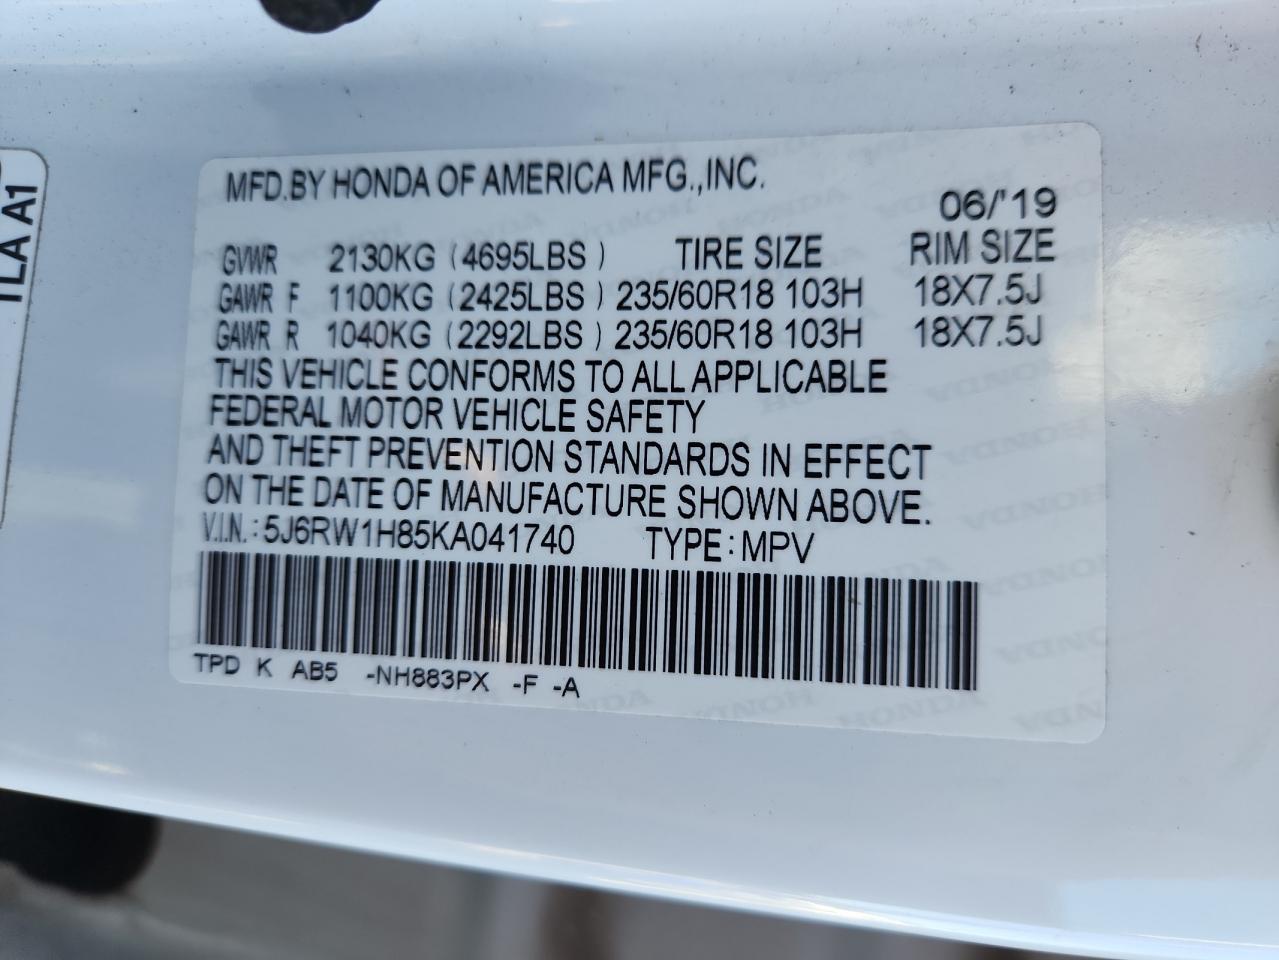 MFD.BY HONDA OF AMERICA MFG.,INC.
06/'19
GVWR 2130KG (4695LBS) TIRE SIZE RIM SIZE
GAWR F 1100KG (2425LBS) 235/60R18 103H 18X7.5J
GAWR R 1040KG (2292LBS) 235/60R18 103H 18X7.5J
THIS VEHICLE CONFORMS TO ALL APPLICABLE
FEDERAL MOTOR VEHICLE SAFETY
AND THEFT PREVENTION STANDARDS IN EFFECT
ON THE DATE OF MANUFACTURE SHOWN ABOVE.
V.I.N.: 5J6RW1H85KA041740 TYPE: MPV
TPD K AB5 -NH883PX -F -A
TLA A1